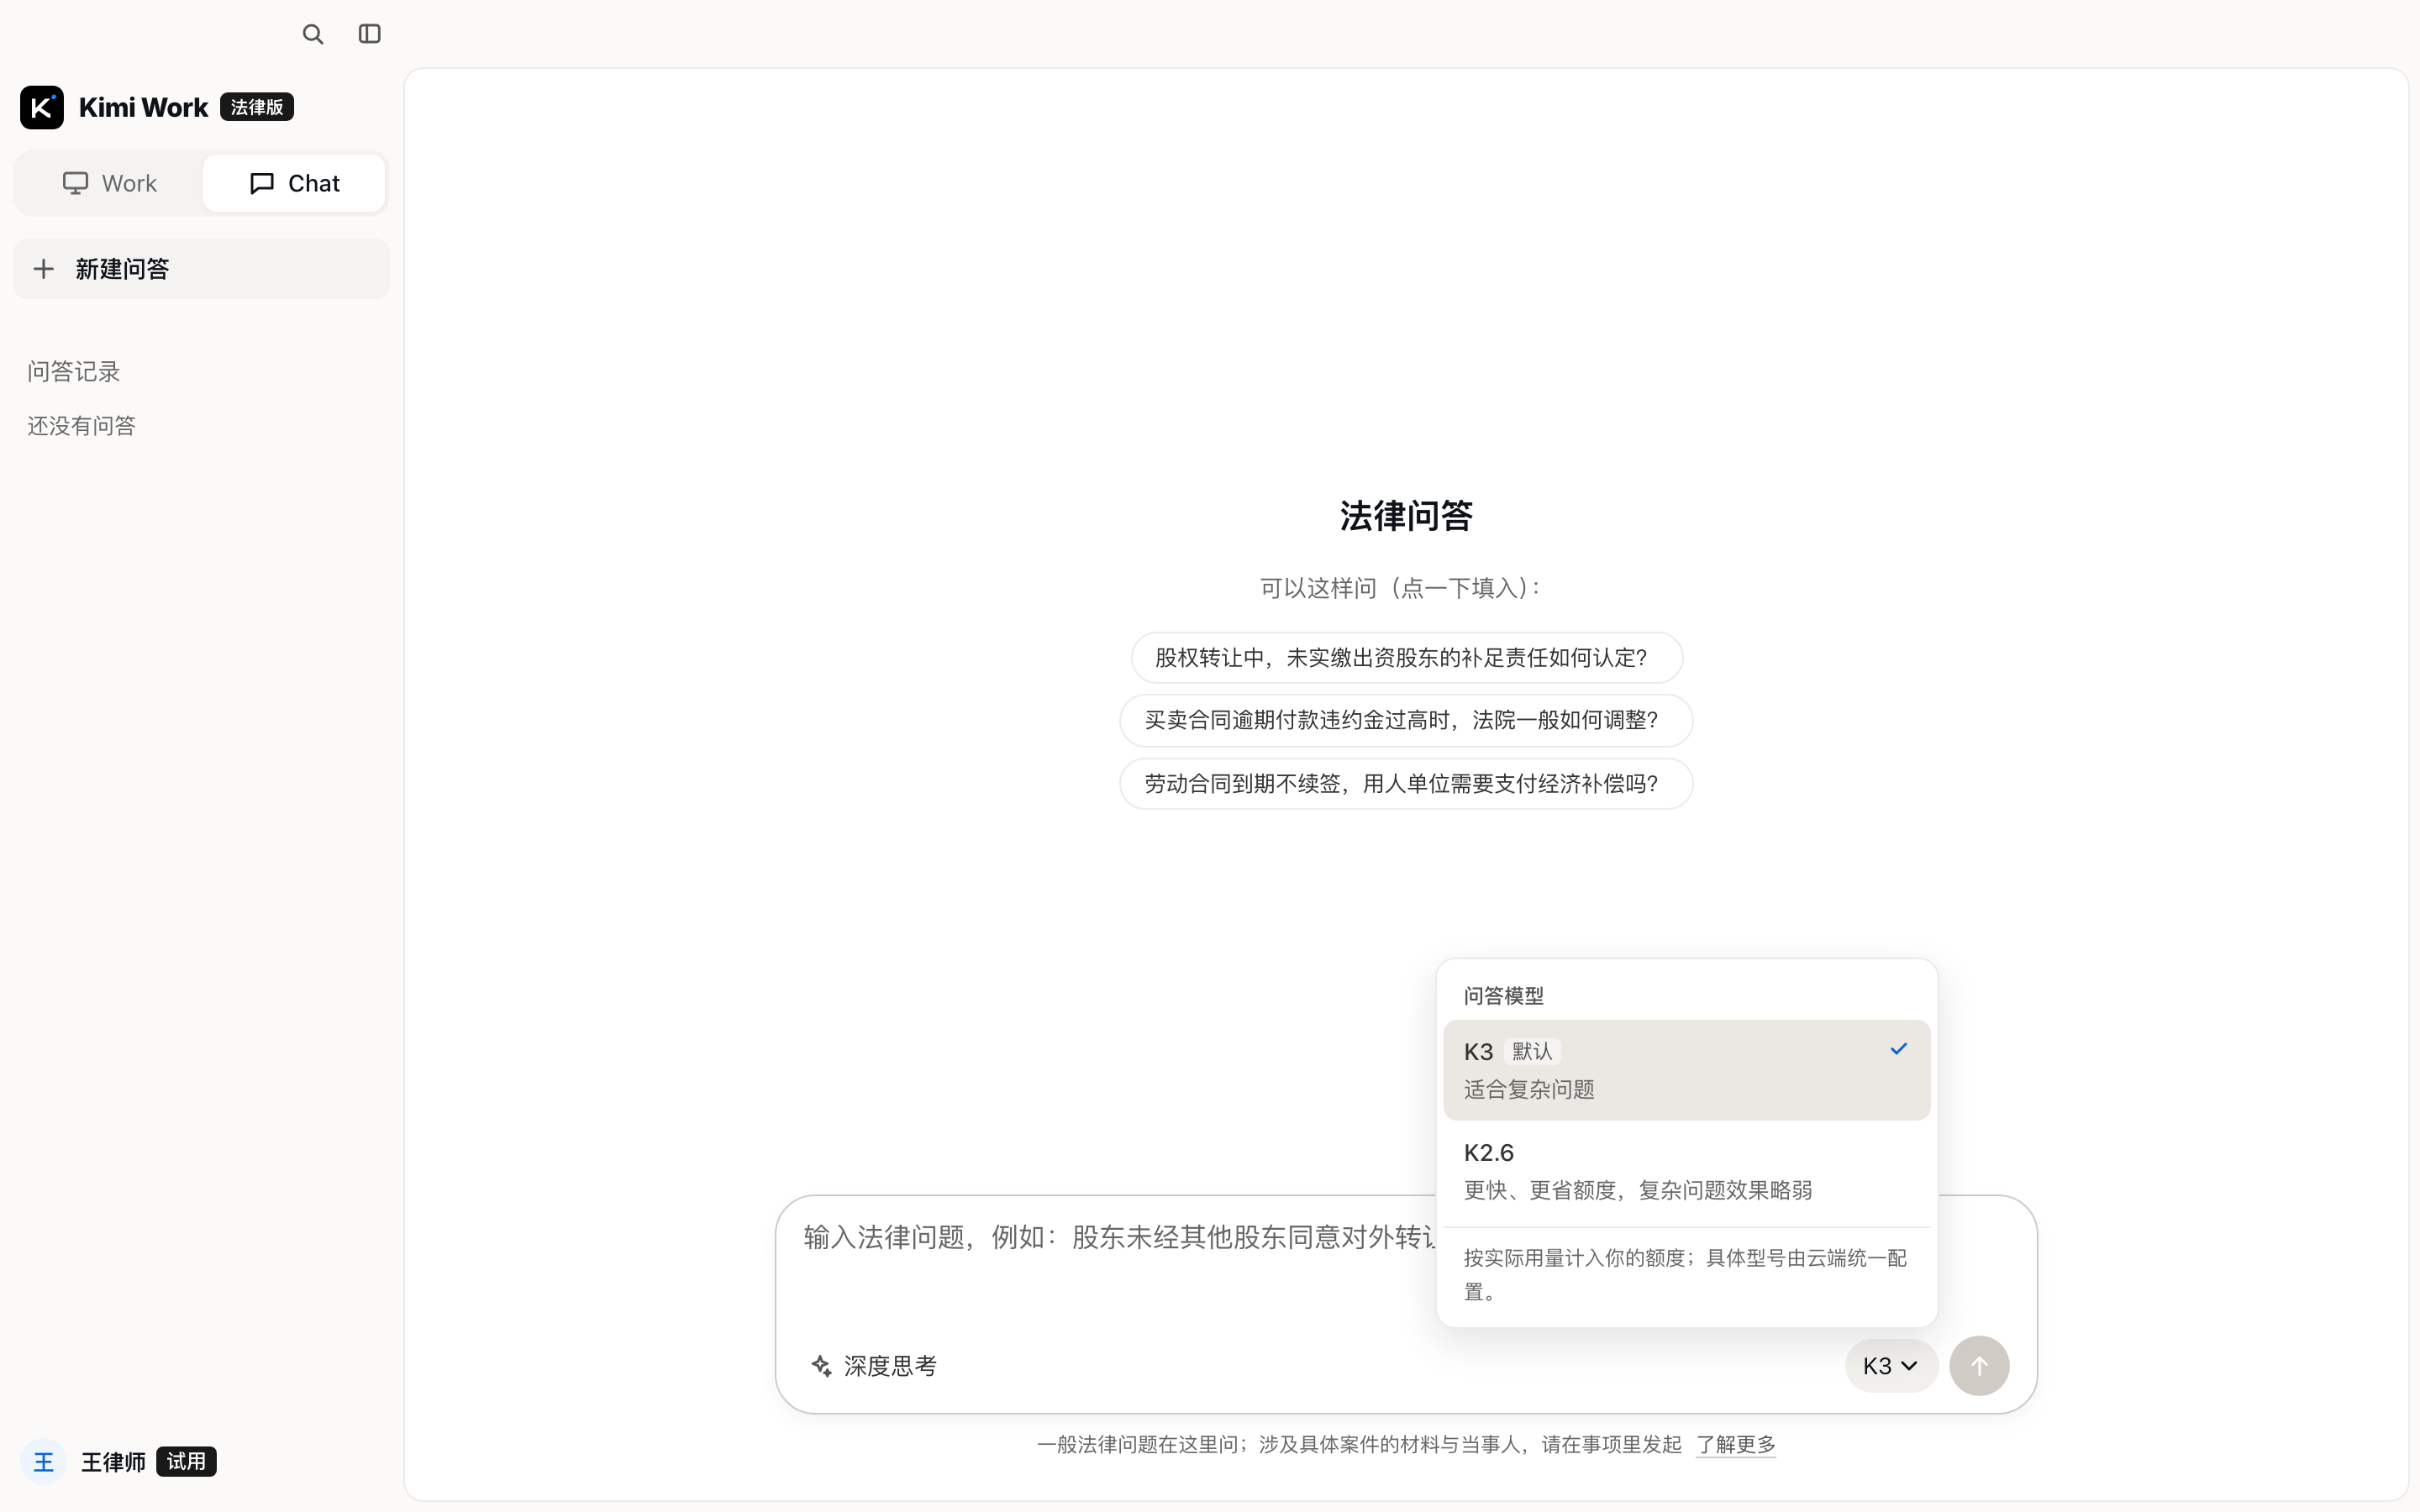 Kimi Work 法律版
Work
Chat
新建问答
问答记录
还没有问答
法律问答
可以这样问（点一下填入）：
股权转让中，未实缴出资股东的补足责任如何认定？
买卖合同逾期付款违约金过高时，法院一般如何调整？
劳动合同到期不续签，用人单位需要支付经济补偿吗？
问答模型
K3 默认
适合复杂问题
K2.6
更快、更省额度，复杂问题效果略弱
按实际用量计入你的额度；具体型号由云端统一配
置。
输入法律问题，例如：股东未经其他股东同意对外转
深度思考
K3
一般法律问题在这里问；涉及具体案件的材料与当事人，请在事项里发起 了解更多
王 王律师 试用